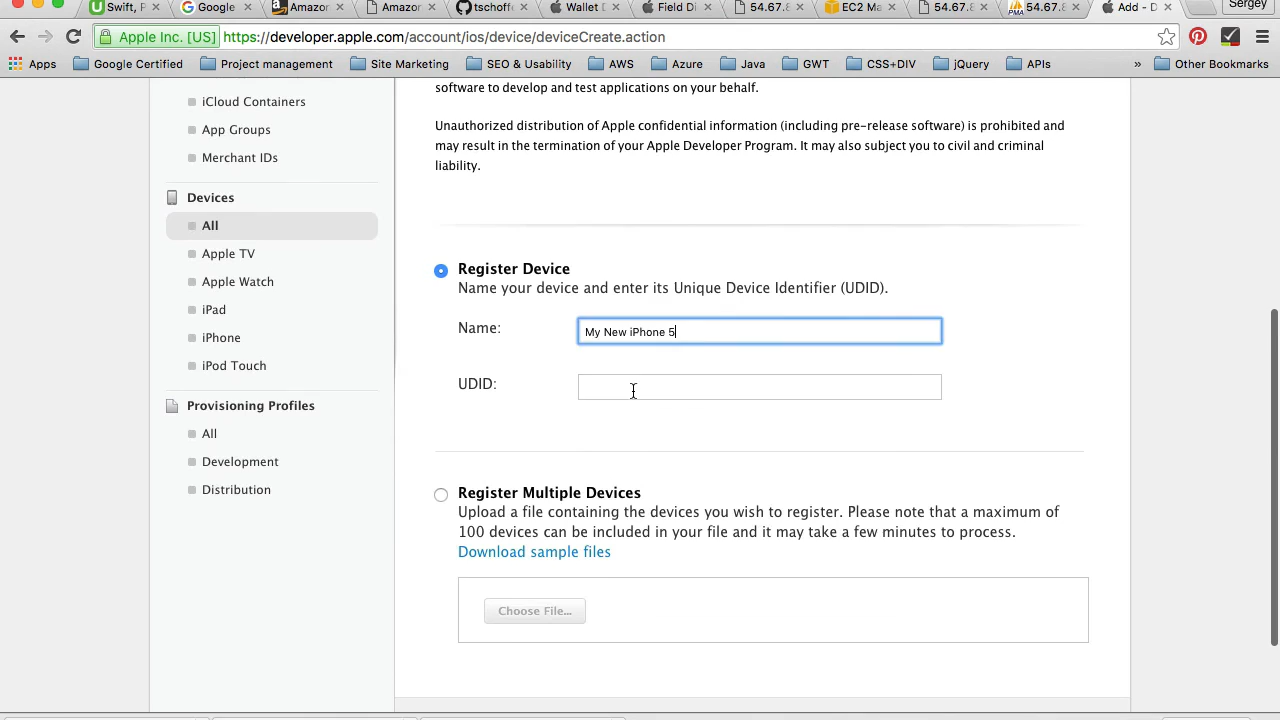 Swift, P
Google
Amazon
Amazon
tschoffe
Wallet D
Field Di
54.67.
EC2 Ma
54.67.8
54.67.8
Add - D
Sergey
Apple Inc. [US] https://developer.apple.com/account/ios/device/deviceCreate.action
Apps Google Certified Project management Site Marketing SEO & Usability AWS Azure Java GWT CSS+DIV jQuery APIs » Other Bookmarks
iCloud Containers
App Groups
Merchant IDs
Devices
All
Apple TV
Apple Watch
iPad
iPhone
iPod Touch
Provisioning Profiles
All
Development
Distribution
software to develop and test applications on your behalf.
Unauthorized distribution of Apple confidential information (including pre-release software) is prohibited and
may result in the termination of your Apple Developer Program. It may also subject you to civil and criminal
liability.
Register Device
Name your device and enter its Unique Device Identifier (UDID).
Name: My New iPhone 5
UDID:
Register Multiple Devices
Upload a file containing the devices you wish to register. Please note that a maximum of
100 devices can be included in your file and it may take a few minutes to process.
Download sample files
Choose File...